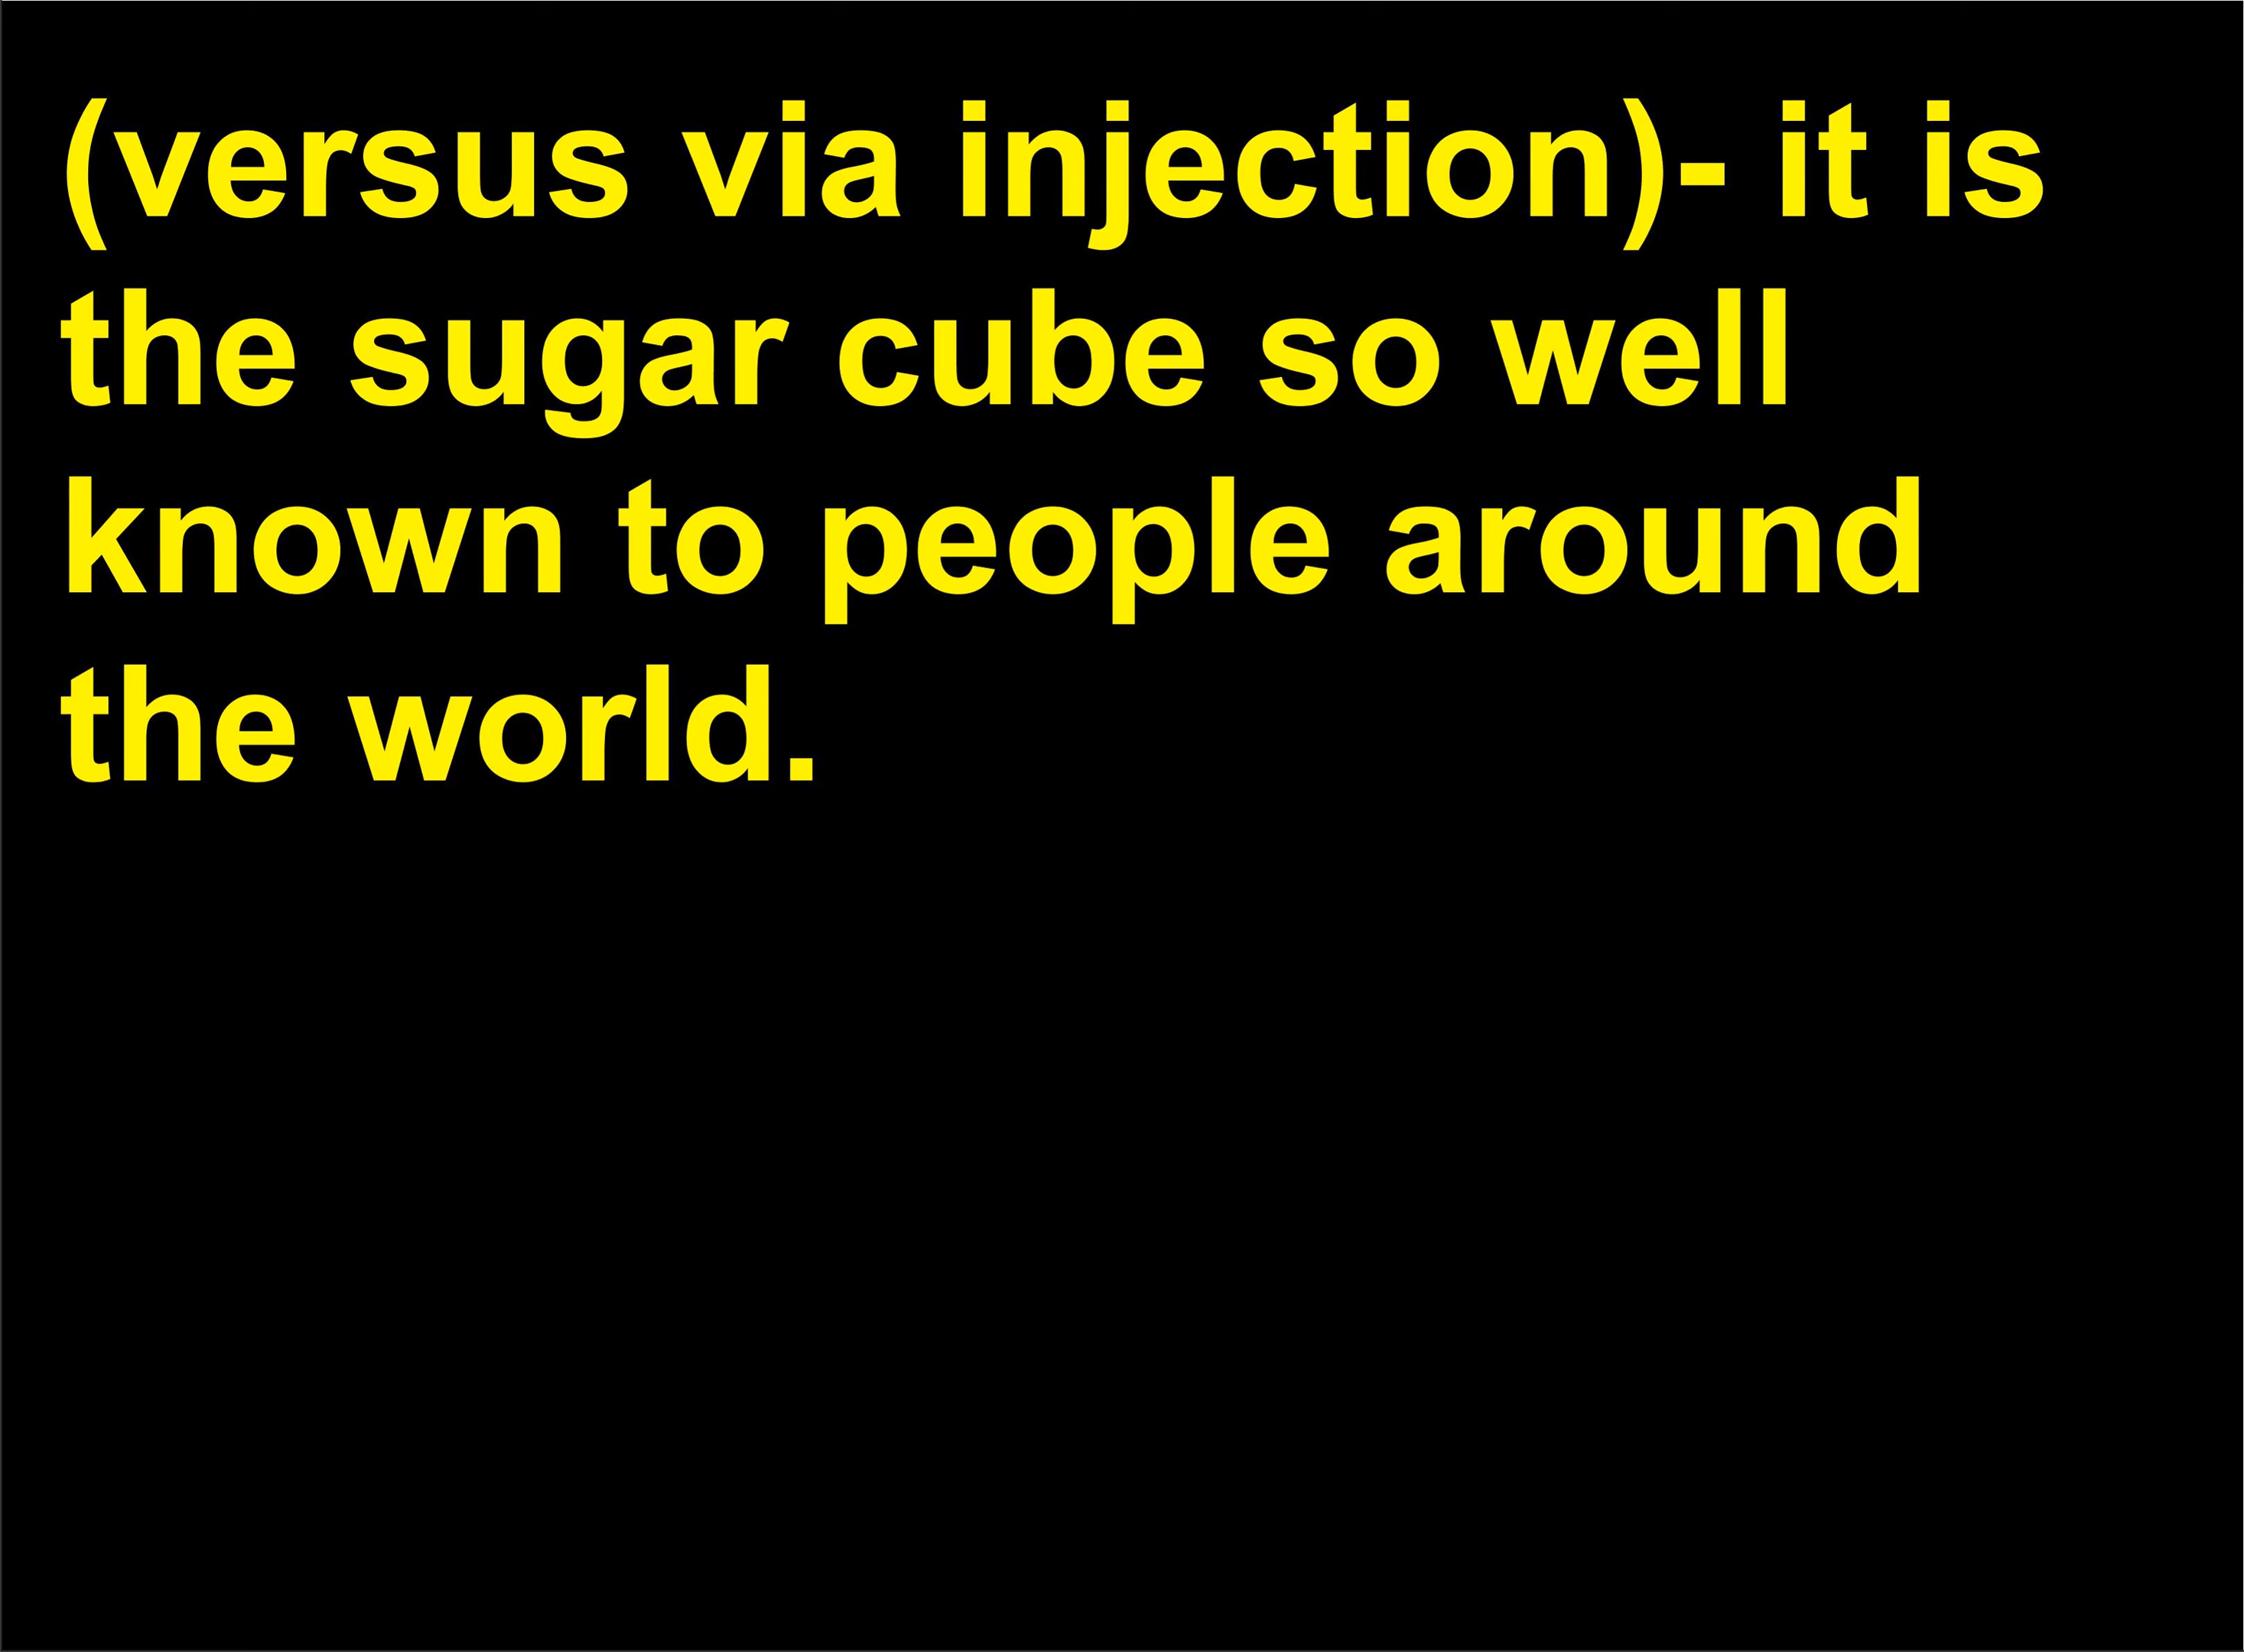 (versus via injection)- it is
the sugar cube so well
known to people around
the world.